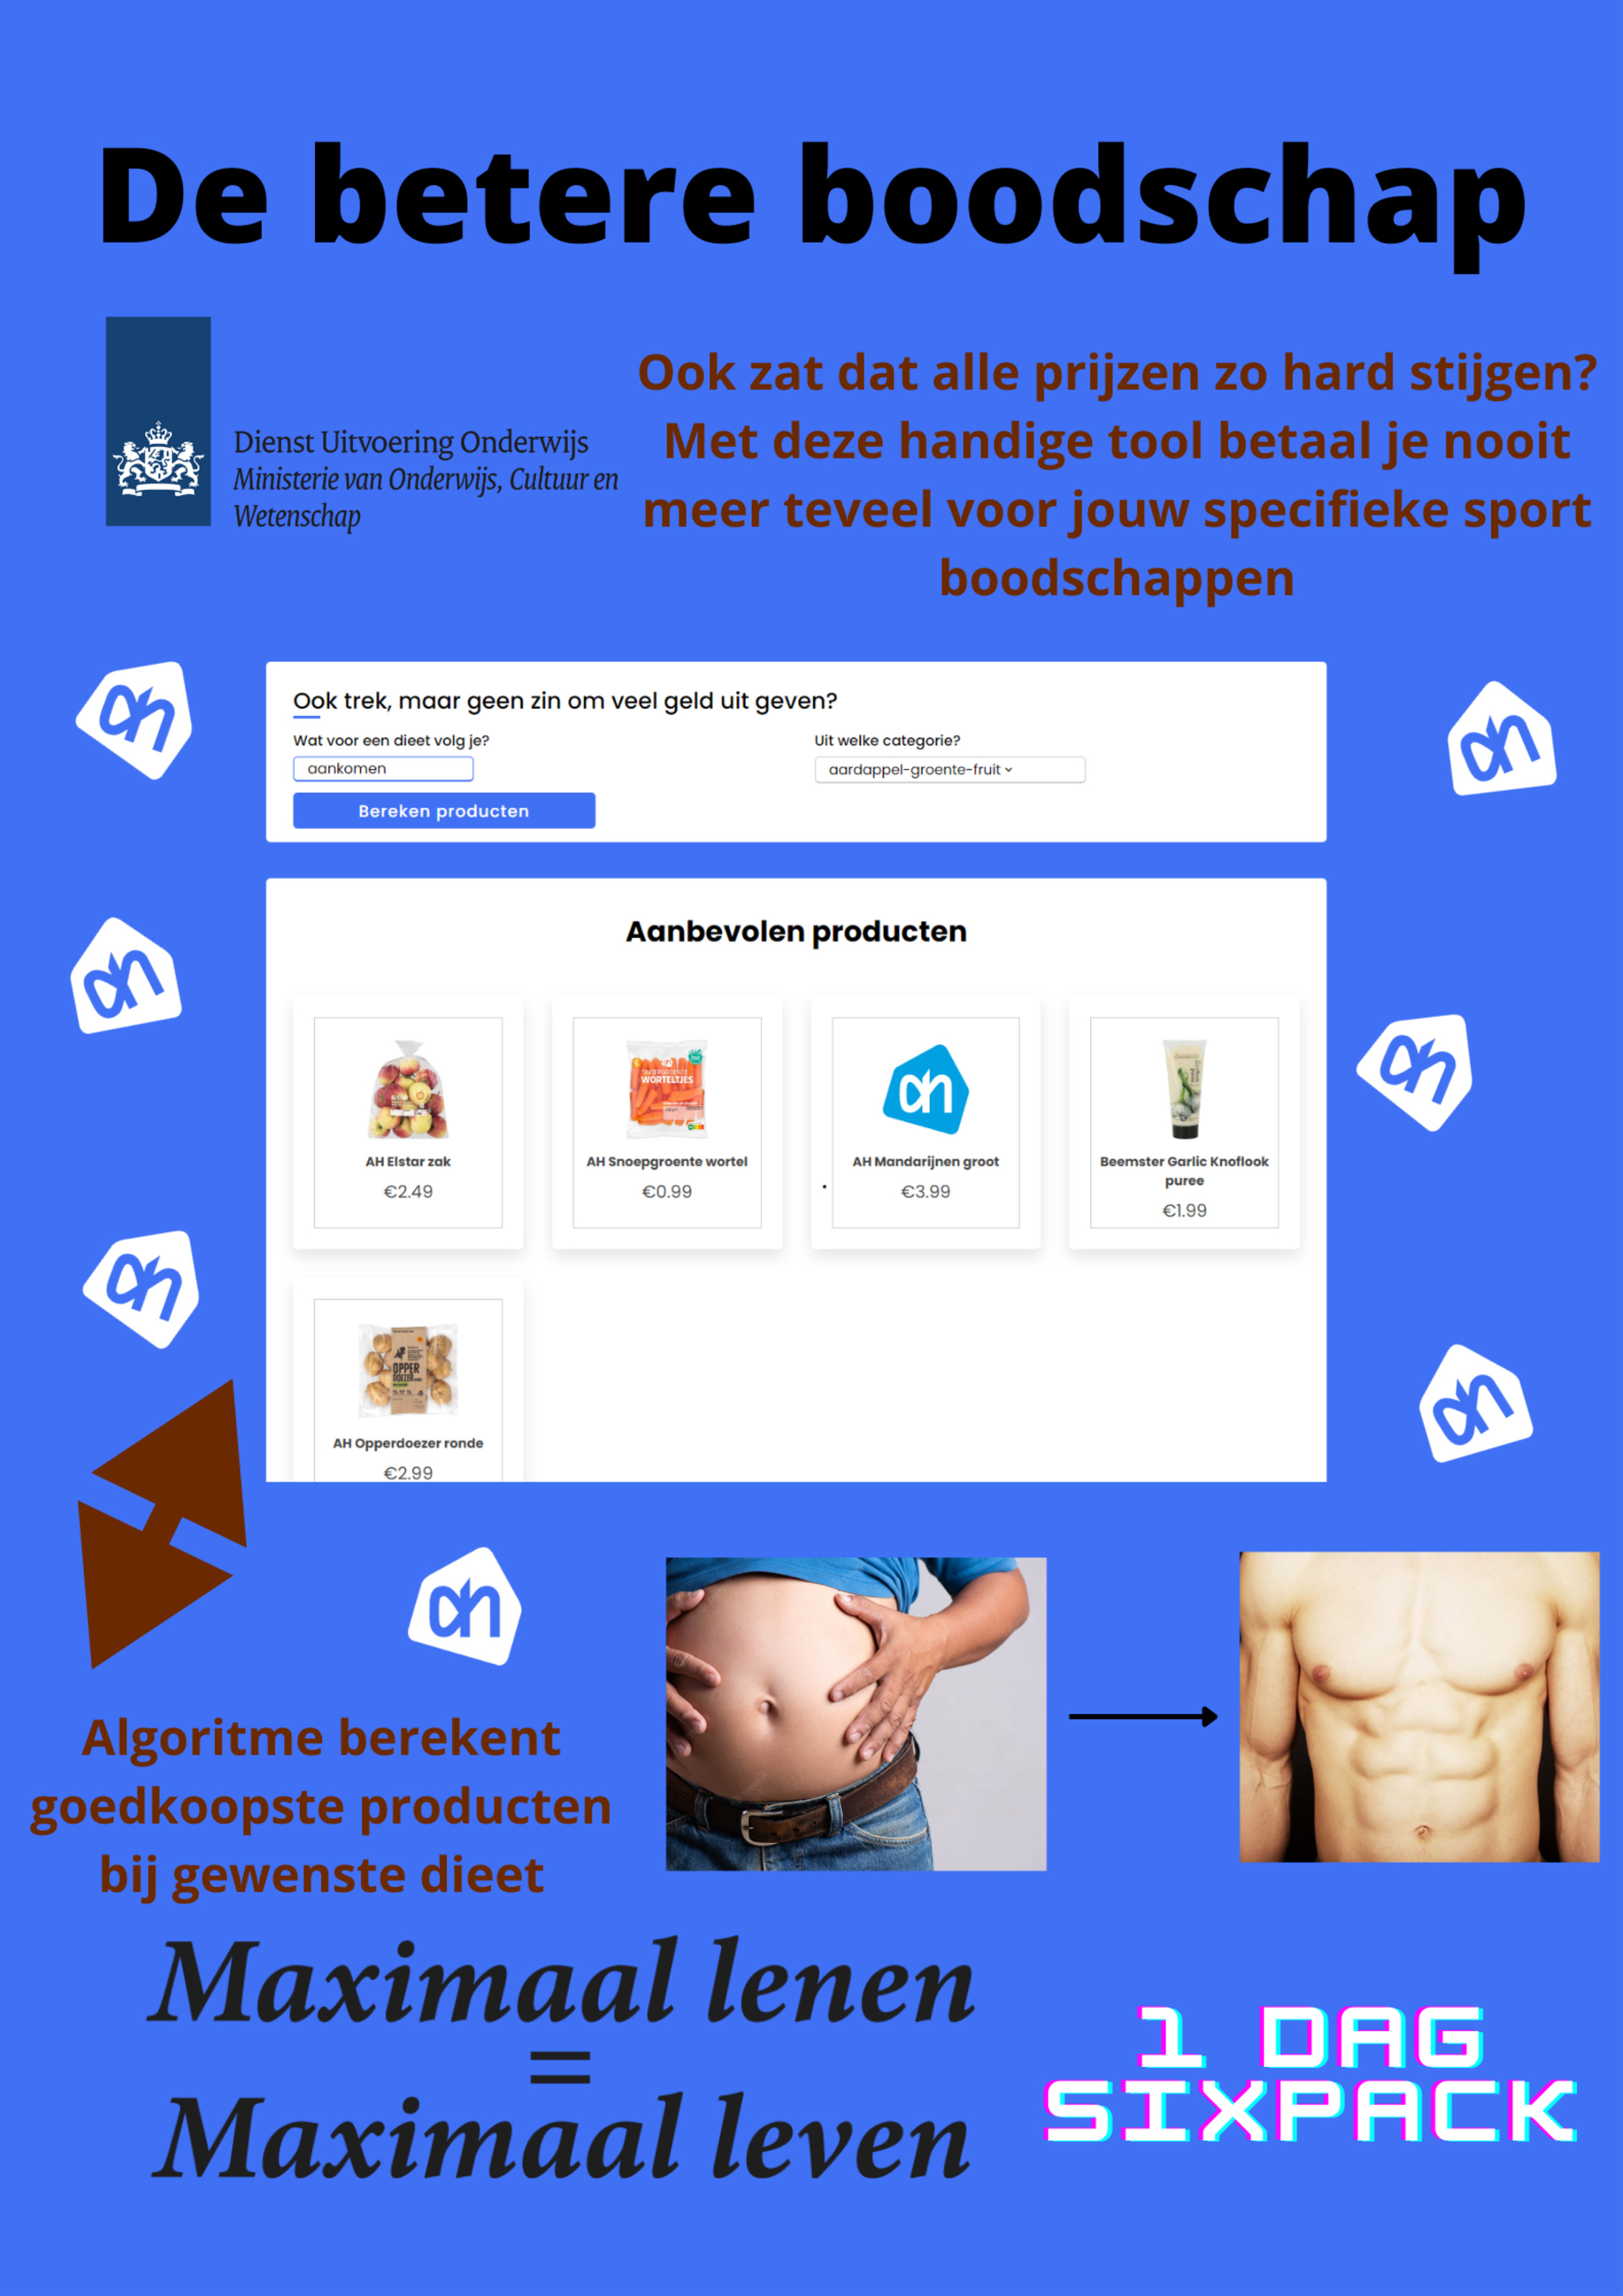 De betere boodschap
Dienst Uitvoering Onderwijs
Ministerie van Onderwijs, Cultuur en
Wetenschap
Ook zat dat alle prijzen zo hard stijgen?
Met deze handige tool betaal je nooit
meer teveel voor jouw specifieke sport
boodschappen
Ook trek, maar geen zin om veel geld uit geven?
Wat voor een dieet volg je?
aankomen
Uit welke categorie?
aardappel-groente-fruit
Bereken producten
Aanbevolen producten
AH Elstar zak
€2.49
SNOEPGROENTE
WORTELTJES
AH Snoepgroente wortel
€0.99
AH Mandarijnen groot
€3.99
Beemster Garlic Knoflook
puree
€1.99
OPPER
DOEZER
AH Opperdoezer ronde
€2.99
Algoritme berekent
goedkoopste producten
bij gewenste dieet
Maximaal lenen
=
Maximaal leven
1 DAG
SIXPACK